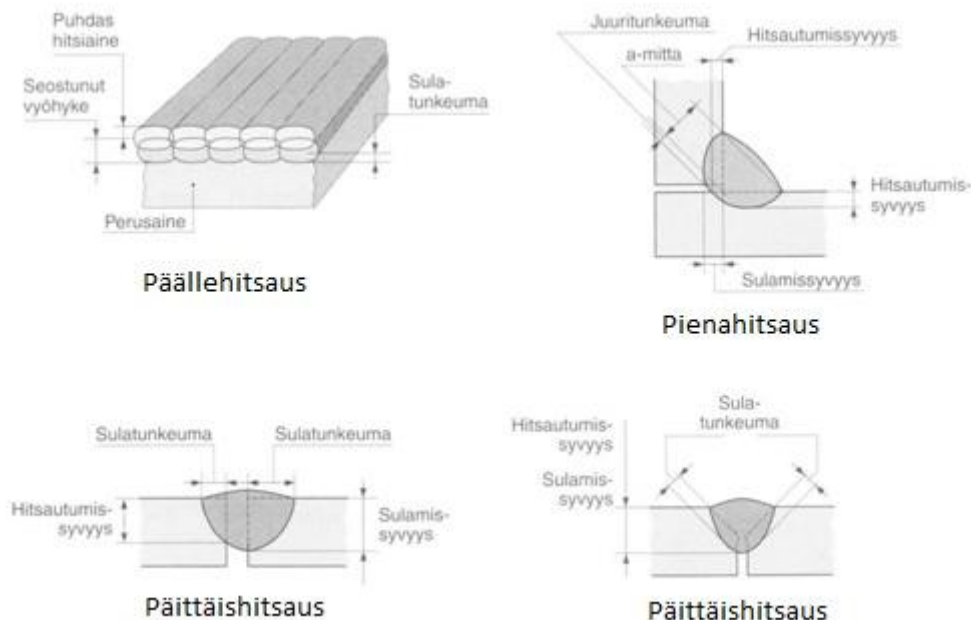 Puhdas
hitsiaine
Seostunut
vyöhyke
Sula-
tunkeuma
Perusaine
Päällehitsaus
Juuritunkeuma
a-mitta
Hitsautumissyvyys
Hitsautumis-
syvyys
Sulamissyvyys
Pienahitsaus
Sulatunkeuma
Sulatunkeuma
Hitsautumis-
syvyys
Sulamis-
syvyys
Päittäishitsaus
Sula-
tunkeuma
Hitsautumis-
syvyys
Sulamis-
syvyys
Päittäishitsaus